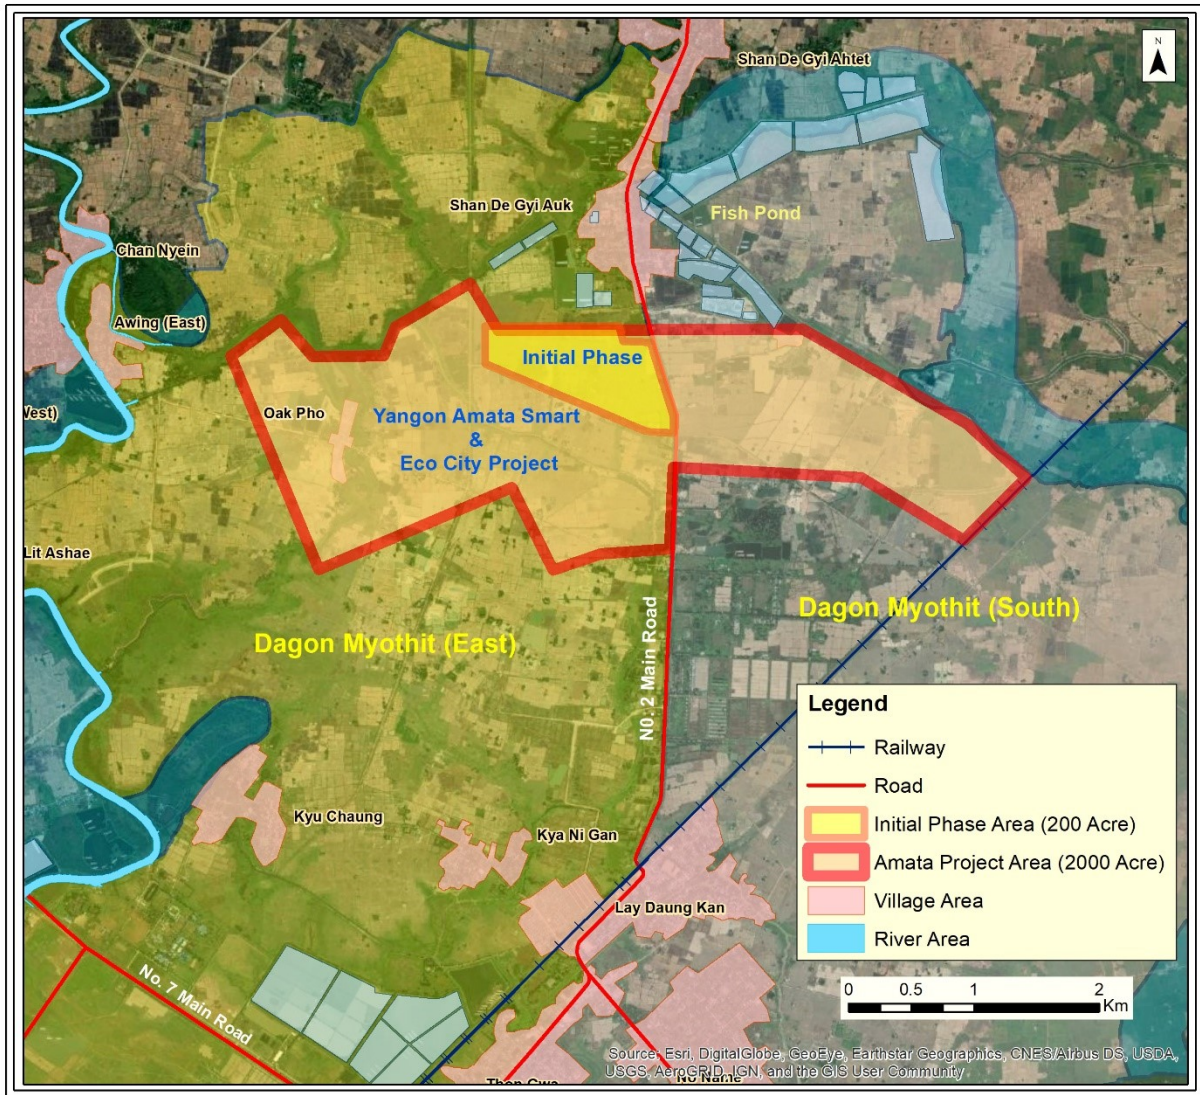 N
Shan De Gyi Ahtet
Shan De Gyi Auk
Fish Pond
Chan Nyein
Awing (East)
Initial Phase
West)
Oak Pho
Yangon Amata Smart
&
Eco City Project
Lit Ashae
Dagon Myothit (South)
Dagon Myothit (East)
N0. 2 Main Road
Legend
Railway
Road
Initial Phase Area (200 Acre)
Amata Project Area (2000 Acre)
Village Area
River Area
Kyu Chaung
Kya Ni Gan
Lay Daung Kan
No. 7 Main Road
0 0.5 1 2
Km
Source: Esri, DigitalGlobe, GeoEye, Earthstar Geographics, CNES/Airbus DS, USDA,
USGS, AeroGRID, IGN, and the GIS User Community
Thon Gwa
No Name